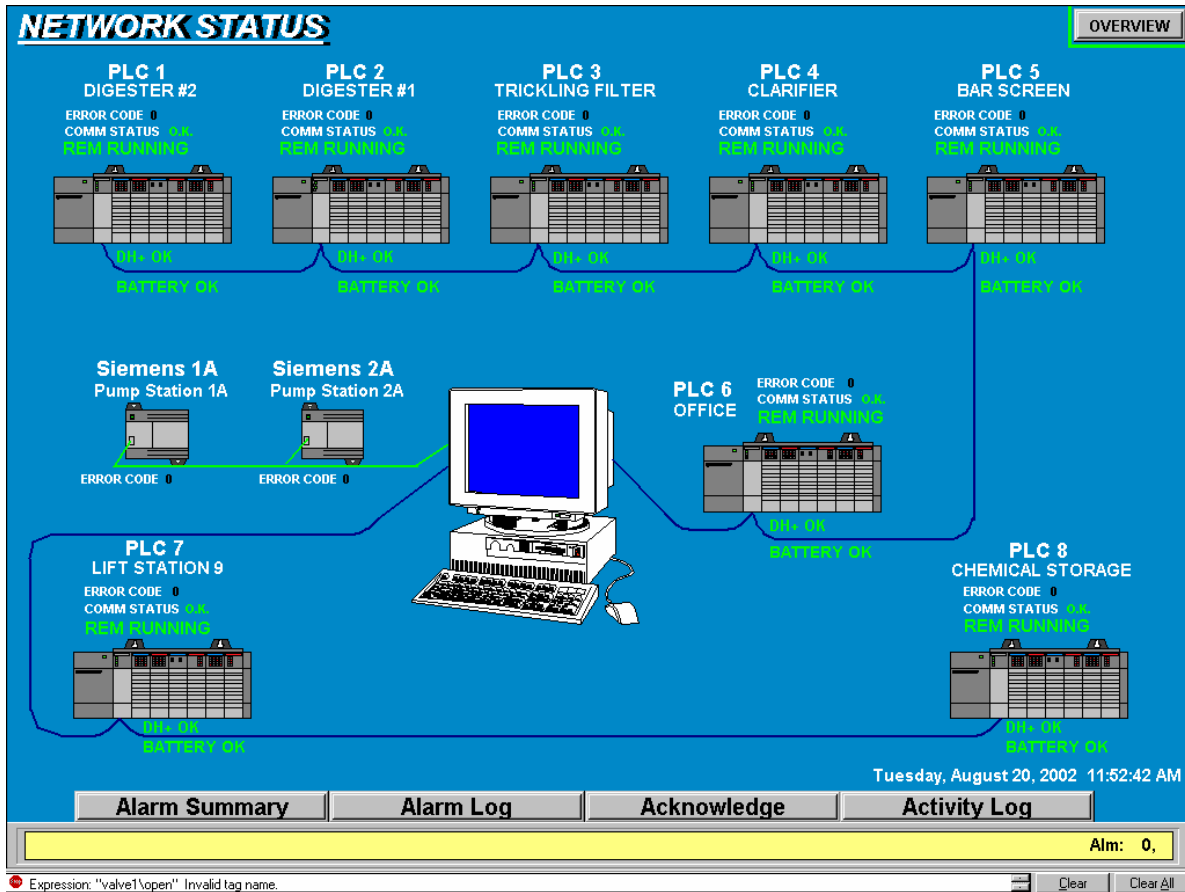 NETWORK STATUS
OVERVIEW
PLC 1
DIGESTER #2
ERROR CODE 0
COMM STATUS O.K.
REM RUNNING
DH+ OK
BATTERY OK
PLC 2
DIGESTER #1
ERROR CODE 0
COMM STATUS O.K.
REM RUNNING
DH+ OK
BATTERY OK
PLC 3
TRICKLING FILTER
ERROR CODE 0
COMM STATUS O.K.
REM RUNNING
DH+ OK
BATTERY OK
PLC 4
CLARIFIER
ERROR CODE 0
COMM STATUS O.K.
REM RUNNING
DH+ OK
BATTERY OK
PLC 5
BAR SCREEN
ERROR CODE 0
COMM STATUS O.K.
REM RUNNING
DH+ OK
BATTERY OK
Siemens 1A
Pump Station 1A
ERROR CODE 0
Siemens 2A
Pump Station 2A
ERROR CODE 0
PLC 6
OFFICE
ERROR CODE 0
COMM STATUS O.K.
REM RUNNING
DH+ OK
BATTERY OK
PLC 7
LIFT STATION 9
ERROR CODE 0
COMM STATUS O.K.
REM RUNNING
DH+ OK
BATTERY OK
PLC 8
CHEMICAL STORAGE
ERROR CODE 0
COMM STATUS O.K.
REM RUNNING
DH+ OK
BATTERY OK
Tuesday, August 20, 2002 11:52:42 AM
Alarm Summary
Alarm Log
Acknowledge
Activity Log
Alm: 0,
Expression: "valve1\open" Invalid tag name.
Clear
Clear All